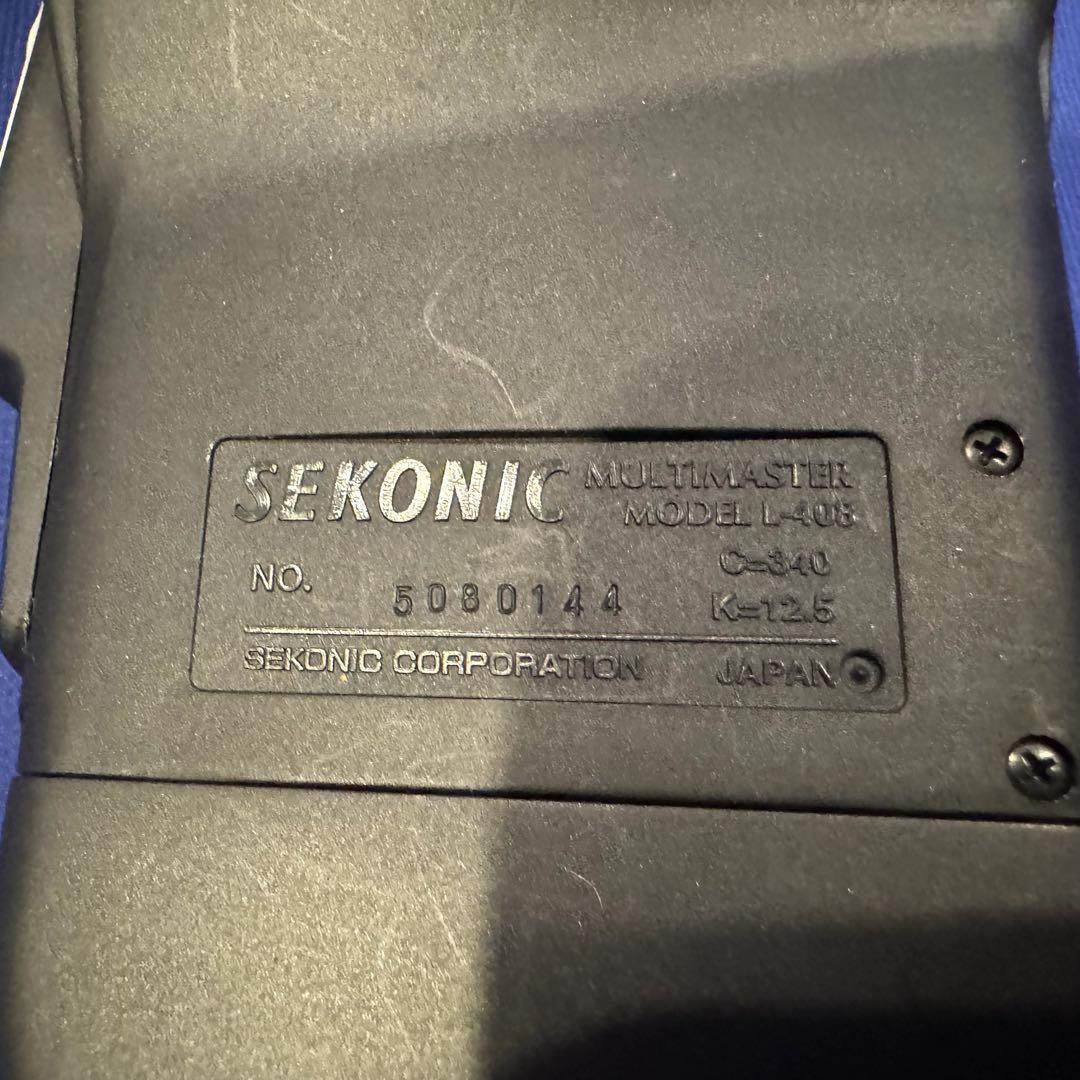 SEKONIC MULTIMASTER
MODEL L-408
C=340
NO. 5080144
K=12.5
SEKONIC CORPORATION JAPAN